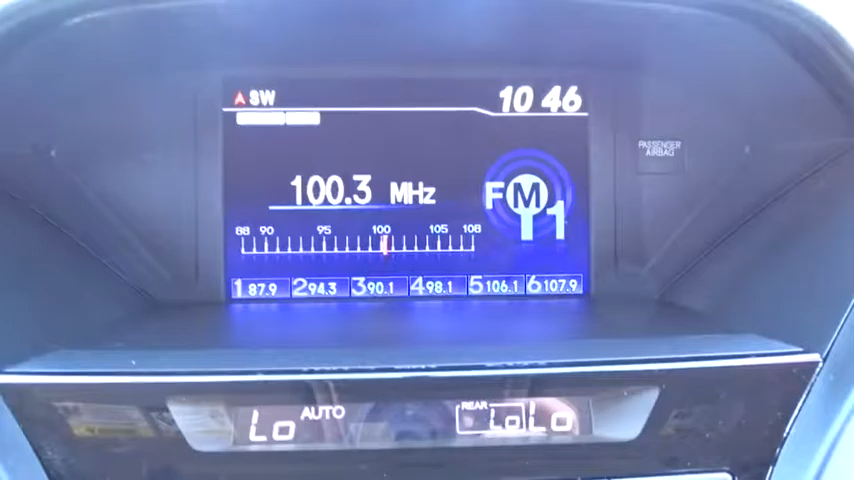 SW 10 46
PASSENGER
AIRBAG
100.3 MHz
FM1
88 90 95 100 105 108
1 87.9 2 94.3 3 90.1 4 98.1 5 106.1 6 107.9
Lo AUTO REAR Lo Lo